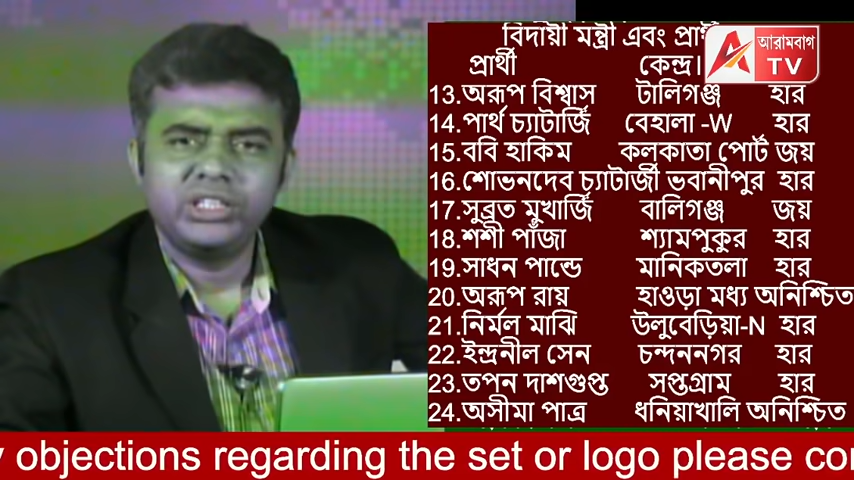 বিদায়ী মন্ত্রী এবং প্রার্থী
প্রার্থী কেন্দ্র।
আরামবাগ
TV
13.অরূপ বিশ্বাস টালিগঞ্জ হার
14.পার্থ চ্যাটার্জি বেহালা -W হার
15.ববি হাকিম কলকাতা পোর্ট জয়
16.শোভনদেব চ্যাটার্জী ভবানীপুর হার
17.সুব্রত মুখার্জি বালিগঞ্জ জয়
18.শশী পাঁজা শ্যামপুকুর হার
19.সাধন পান্ডে মানিকতলা হার
20.অরূপ রায় হাওড়া মধ্য অনিশ্চিত
21.নির্মল মাঝি উলুবেড়িয়া-N হার
22.ইন্দ্রনীল সেন চন্দননগর হার
23.তপন দাশগুপ্ত সপ্তগ্রাম হার
24.অসীমা পাত্র ধনিয়াখালি অনিশ্চিত
y objections regarding the set or logo please con